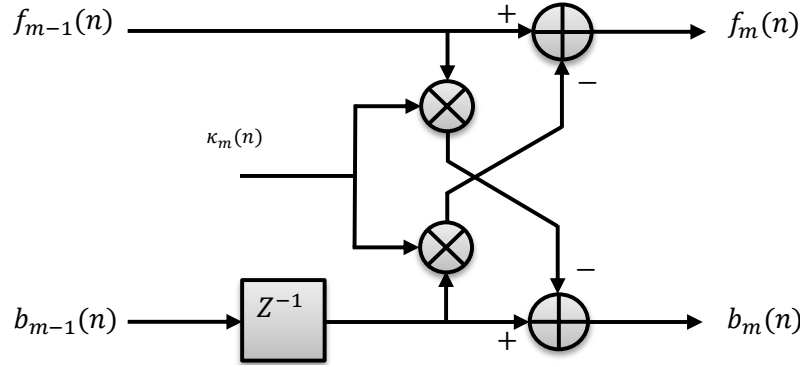 f_{m−1}(n)
+
f_m(n)
−
κ_m(n)
−
b_{m−1}(n)
Z^{−1}
+
b_m(n)